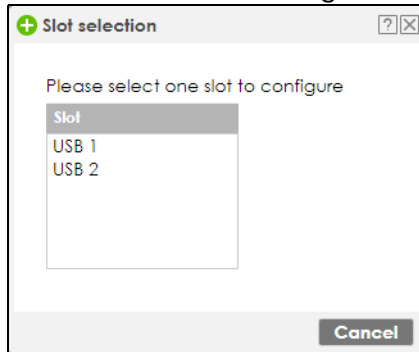 Slot selection
Please select one slot to configure
Slot
USB 1
USB 2
Cancel